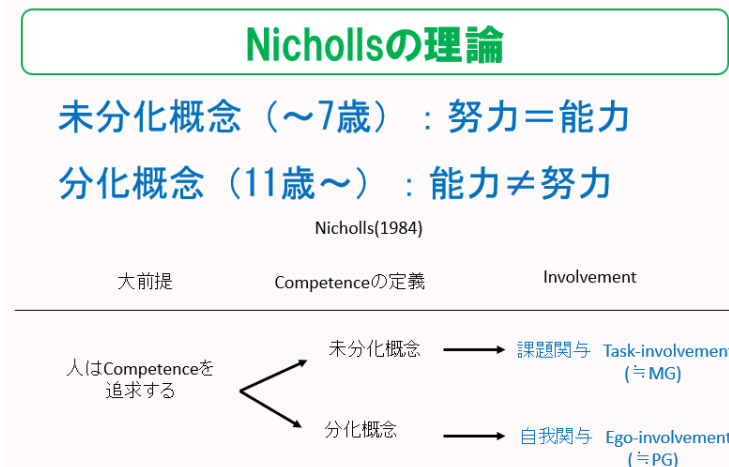 Nichollsの理論
未分化概念（～7歳）：努力＝能力
分化概念（11歳～）：能力≠努力
Nicholls(1984)
大前提 Competenceの定義 Involvement
人はCompetenceを
追求する
未分化概念 課題関与 Task-involvement
(≒MG)
分化概念 自我関与 Ego-involvement
(≒PG)